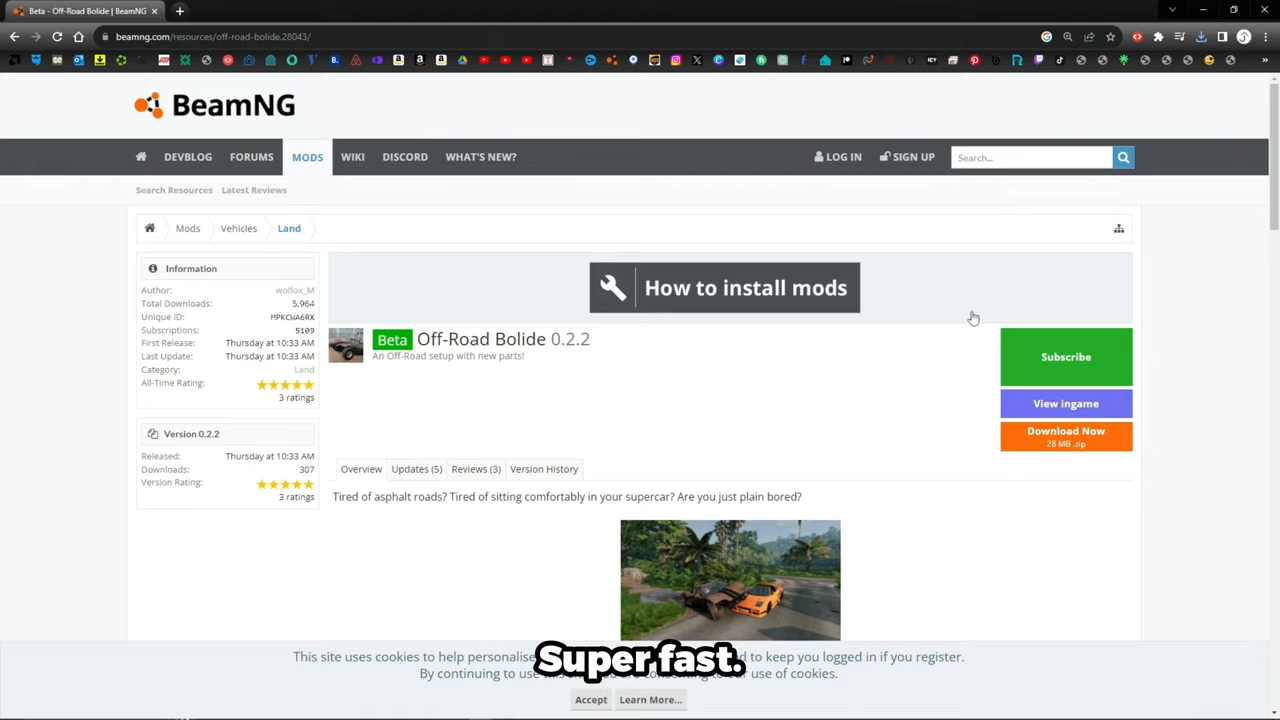 Beta - Off-Road Bolide | BeamNG
beamng.com/resources/off-road-bolide.28043/
BeamNG
DEVBLOG FORUMS MODS WIKI DISCORD WHAT'S NEW? LOG IN SIGN UP Search...
Search Resources Latest Reviews
Mods Vehicles Land
Information
Author: wolfox_M
Total Downloads: 5,964
Unique ID: MPKCWA6RX
Subscriptions: 5109
First Release: Thursday at 10:33 AM
Last Update: Thursday at 10:33 AM
Category: Land
All-Time Rating:
3 ratings
Version 0.2.2
Released: Thursday at 10:33 AM
Downloads: 307
Version Rating:
3 ratings
How to install mods
Beta Off-Road Bolide 0.2.2
An Off-Road setup with new parts!
Subscribe
View ingame
Download Now
28 MB .zip
Overview Updates (5) Reviews (3) Version History
Tired of asphalt roads? Tired of sitting comfortably in your supercar? Are you just plain bored?
This site uses cookies to help personalise to keep you logged in if you register.
Super fast.
By continuing to use use of cookies.
Accept Learn More...